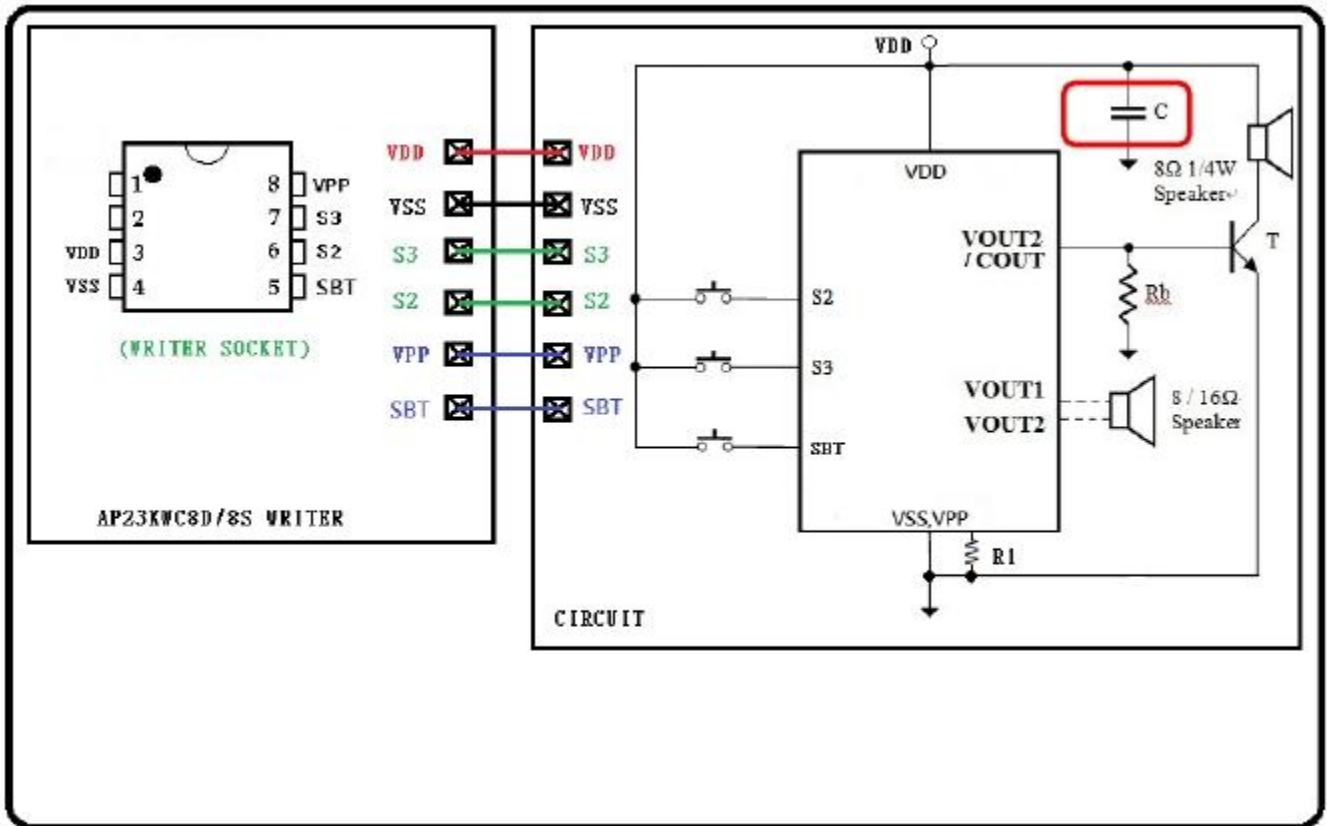 1
2
VDD 3
VSS 4
8 VPP
7 S3
6 S2
5 SBT
(WRITER SOCKET)
VDD
VSS
S3
S2
VPP
SBT
AP23KWC8D/8S WRITER
VDD
VSS
S3
S2
VPP
SBT
VDD
C
8Ω 1/4W
Speaker↵
T
VDD
VOUT2
/ COUT
Rb
S2
S3
SBT
VOUT1
VOUT2
8 / 16Ω
Speaker
VSS,VPP
R1
CIRCUIT